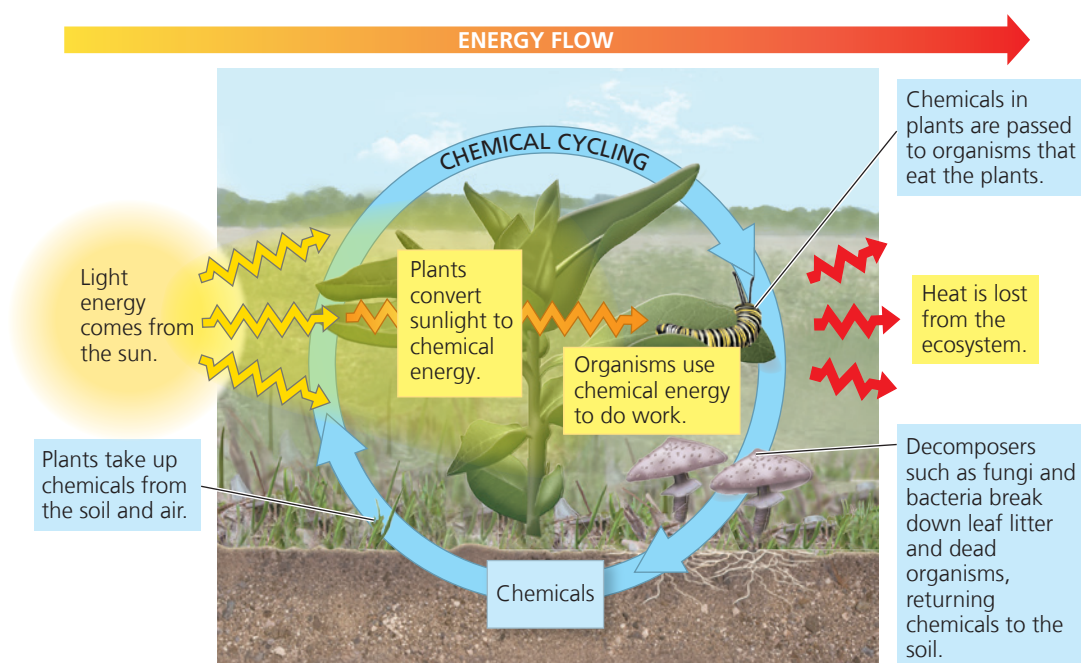 ENERGY FLOW
CHEMICAL CYCLING
Chemicals in
plants are passed
to organisms that
eat the plants.
Light
energy
comes from
the sun.
Plants
convert
sunlight to
chemical
energy.
Organisms use
chemical energy
to do work.
Heat is lost
from the
ecosystem.
Plants take up
chemicals from
the soil and air.
Decomposers
such as fungi and
bacteria break
down leaf litter
and dead
organisms,
returning
chemicals to the
soil.
Chemicals